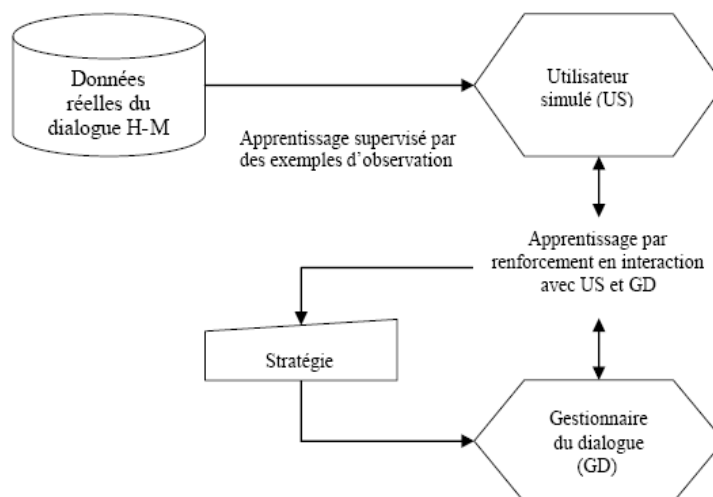 Données
réelles du
dialogue H-M
Utilisateur
simulé (US)
Apprentissage supervisé par
des exemples d'observation
Apprentissage par
renforcement en interaction
avec US et GD
Stratégie
Gestionnaire
du dialogue
(GD)